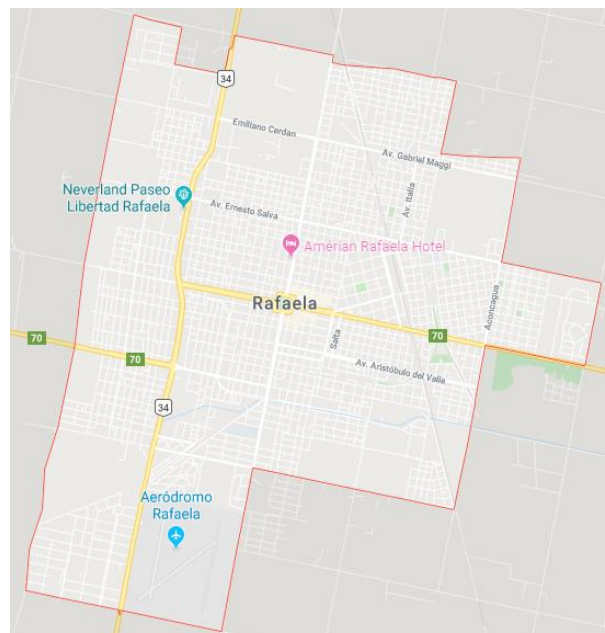 34
Emiliano Cerdan
Av. Gabriel Maggi
Neverland Paseo
Libertad Rafaela
Av. Italia
Av. Ernesto Salva
Amérian Rafaela Hotel
Aconcagua
Rafaela
70
70
Salta
70
Av. Aristóbulo del Valle
34
Aeródromo
Rafaela